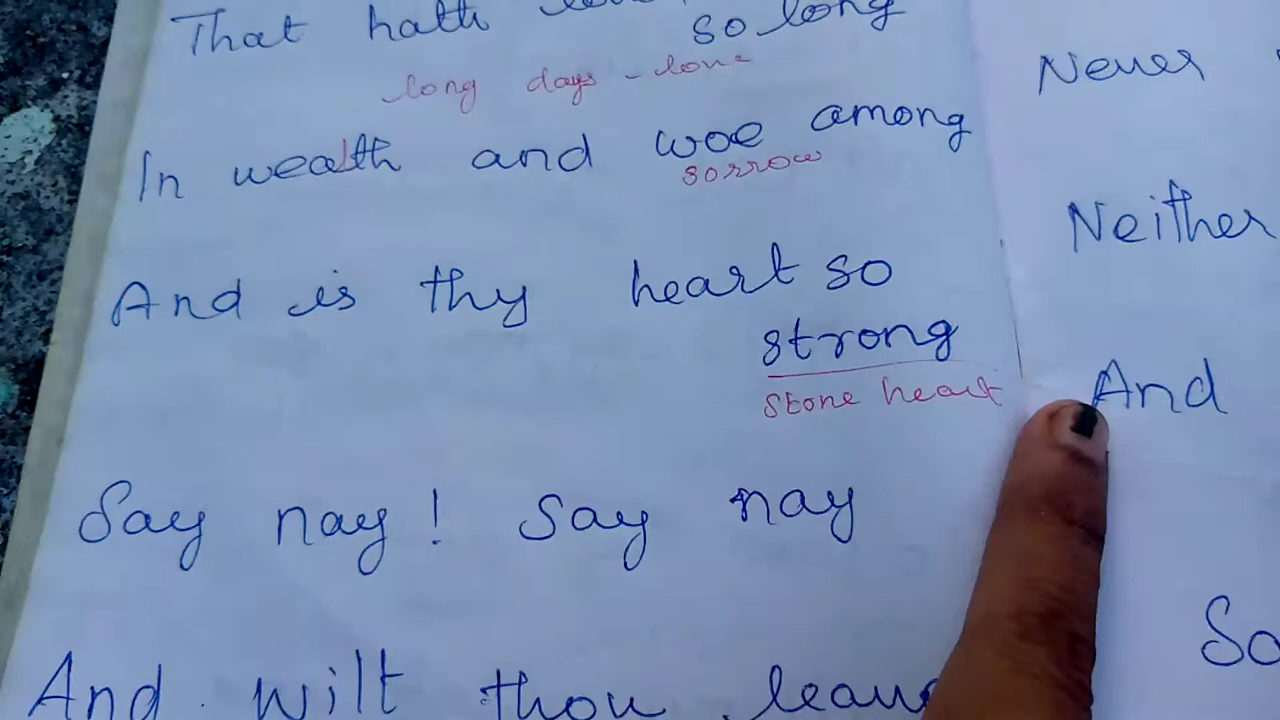 That hath so long
long days - love
In wealth and woe among
sorrow
And is thy heart so
strong
stone heart
Say nay! Say nay
And wilt thou
Never
Neither
And